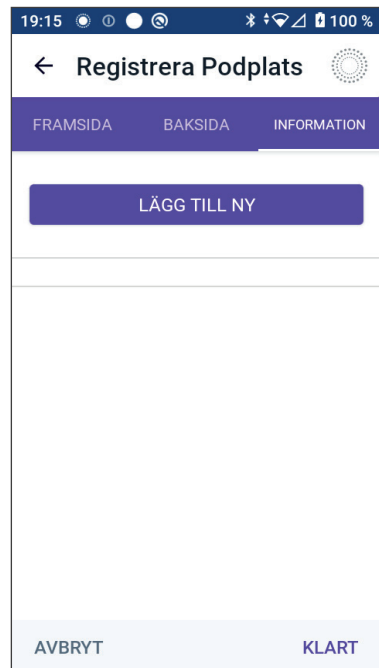 19:15 100 %
Registrera Podplats
FRAMSIDA BAKSIDA INFORMATION
LÄGG TILL NY
AVBRYT KLART